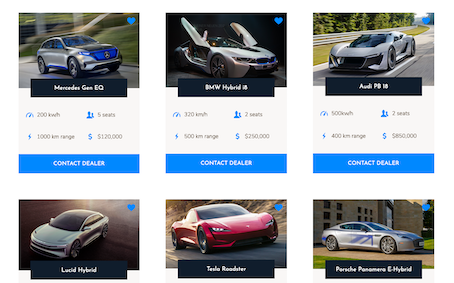 Mercedes Gen EQ
BMW Hybrid i8
Audi PB 18
200 kw/h
5 seats
320 km/h
2 seats
500kw/h
2 seats
1000 km range
$120,000
500 km range
$250,000
400 km range
$850,000
CONTACT DEALER
CONTACT DEALER
CONTACT DEALER
Lucid Hybrid
Tesla Roadster
Porsche Panamera E-Hybrid